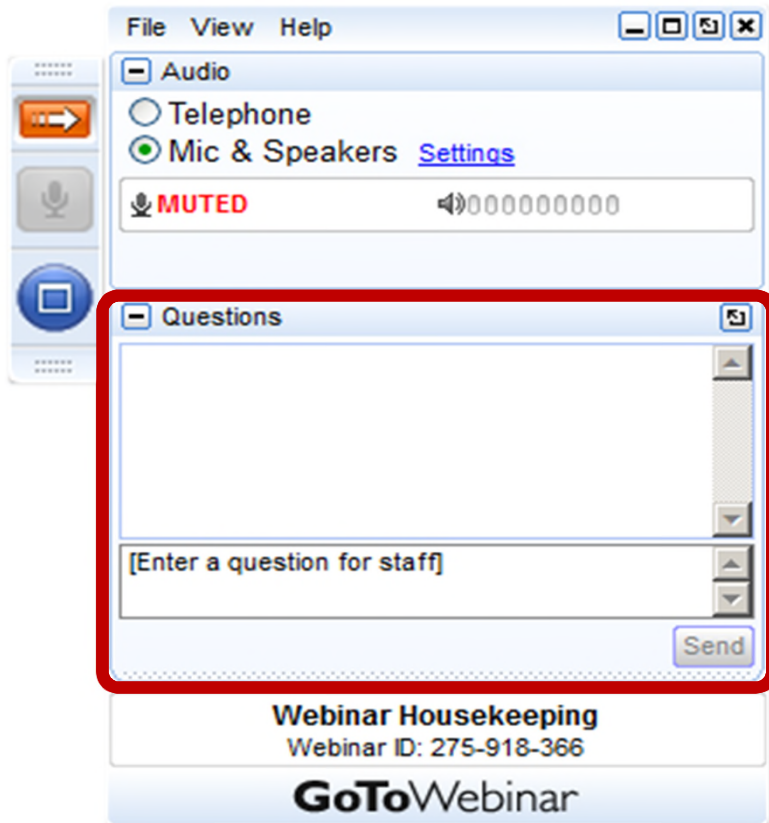 File View Help
Audio
Telephone
Mic & Speakers Settings
MUTED 000000000
Questions
[Enter a question for staff]
Send
Webinar Housekeeping
Webinar ID: 275-918-366
GoToWebinar